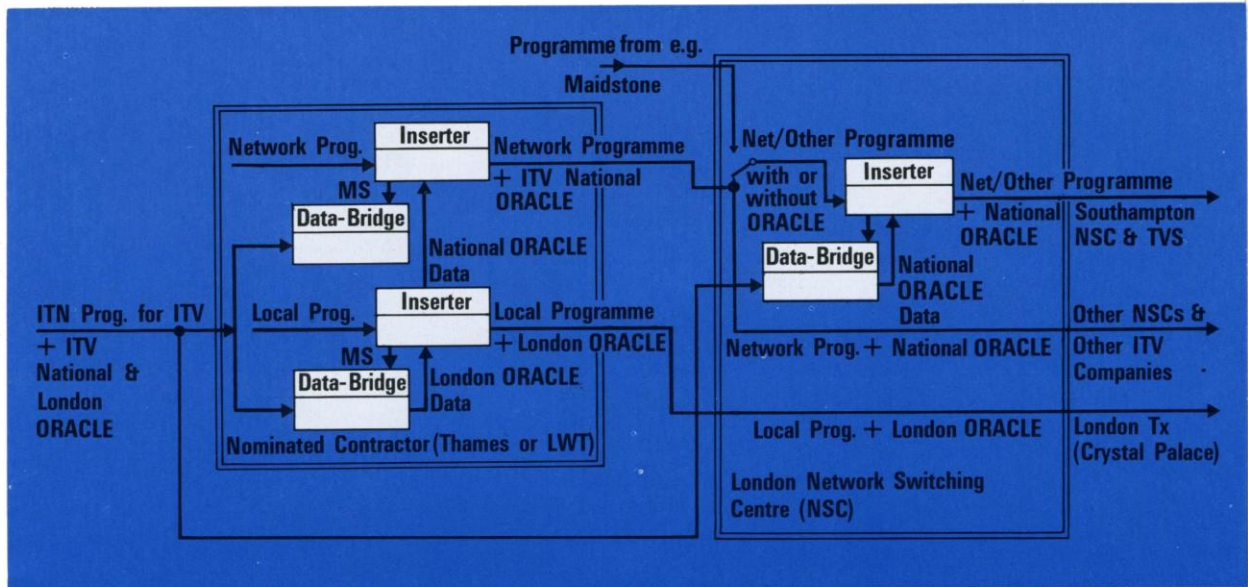 Programme from e.g.
Maidstone
Network Prog.
Inserter
Network Programme
+ ITV National
ORACLE
MS
Data-Bridge
National ORACLE
Data
ITN Prog. for ITV
+ ITV
National &
London
ORACLE
Local Prog.
Inserter
Local Programme
+ London ORACLE
MS
Data-Bridge
London ORACLE
Data
Nominated Contractor (Thames or LWT)
Net/Other Programme
with or
without
ORACLE
Inserter
Data-Bridge
National
ORACLE
Data
Net/Other Programme
+ National
ORACLE
Southampton
NSC & TVS
Network Prog. + National ORACLE
Other NSCs &
Other ITV
Companies
Local Prog. + London ORACLE
London Tx
(Crystal Palace)
London Network Switching
Centre (NSC)